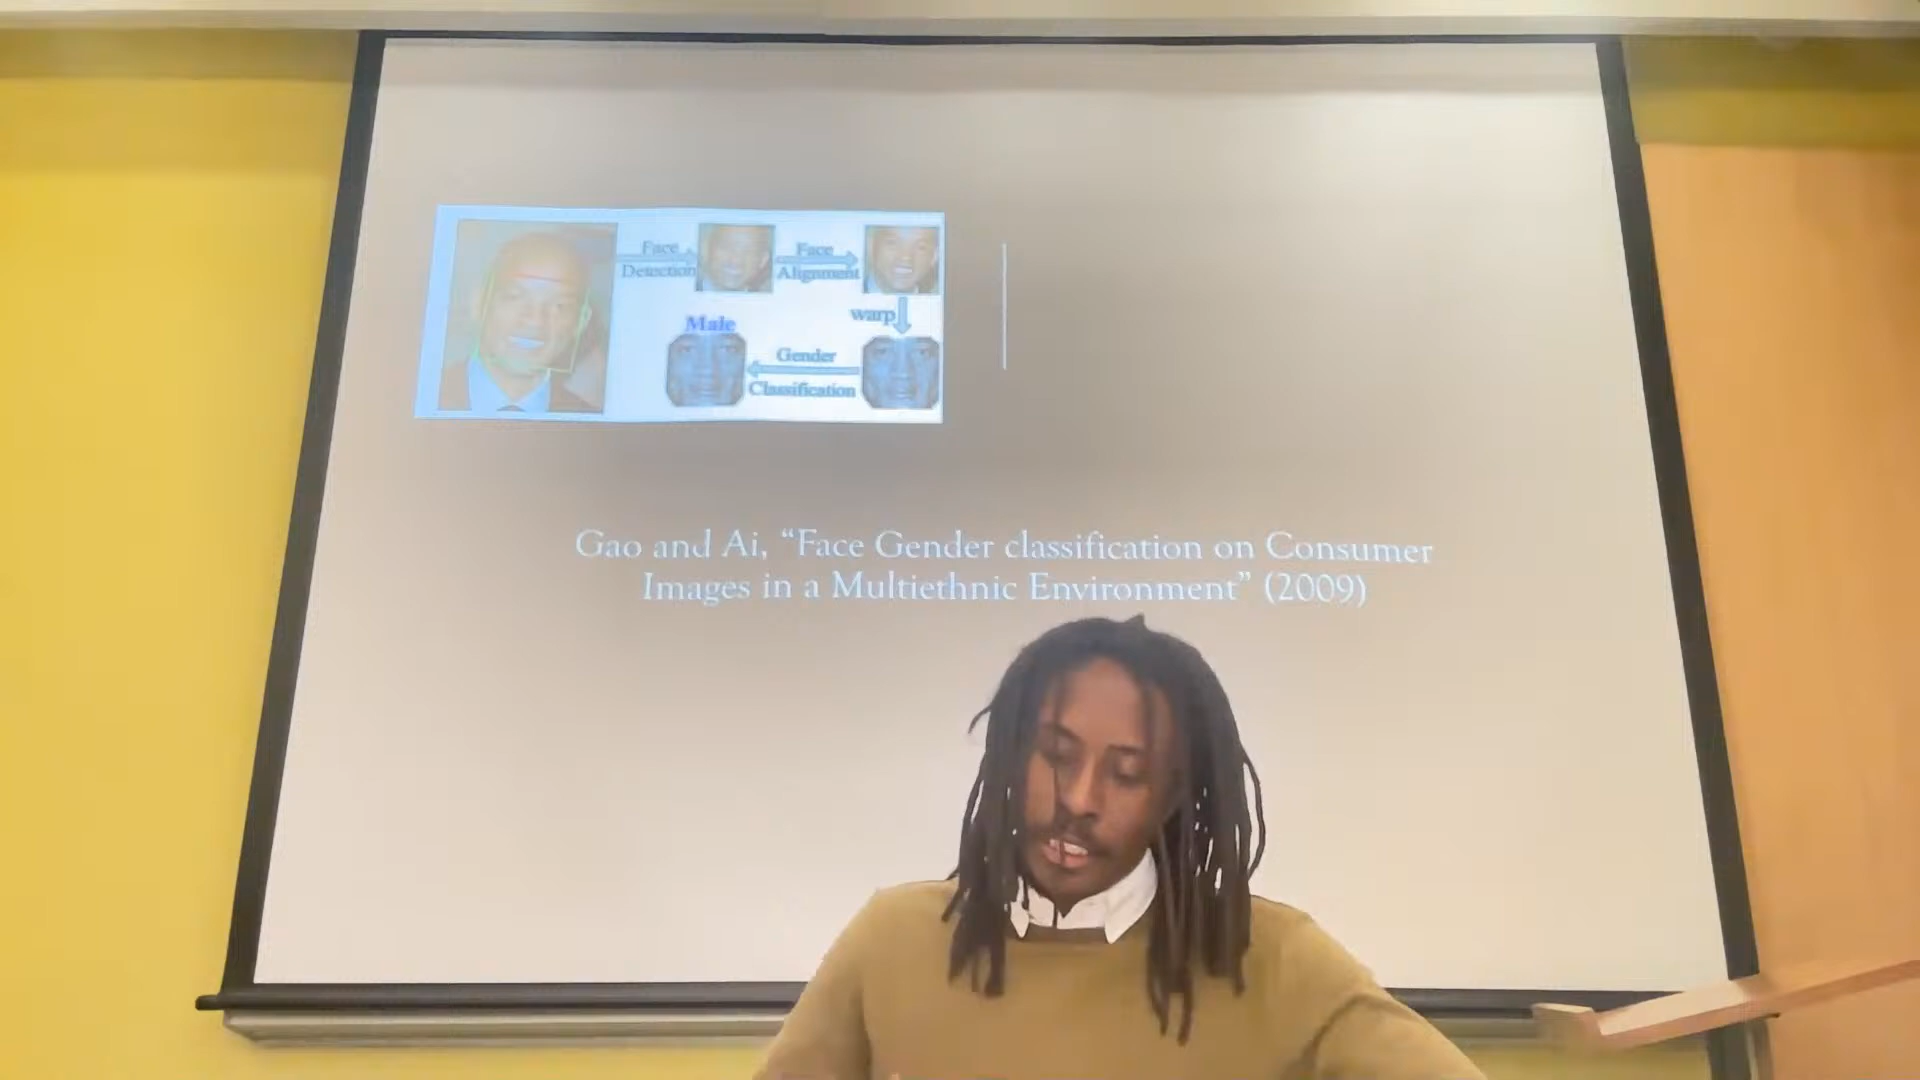 Face
Detection
Face
Alignment
warp
Male
Gender
Classification
Gao and Ai, “Face Gender classification on Consumer
Images in a Multiethnic Environment” (2009)